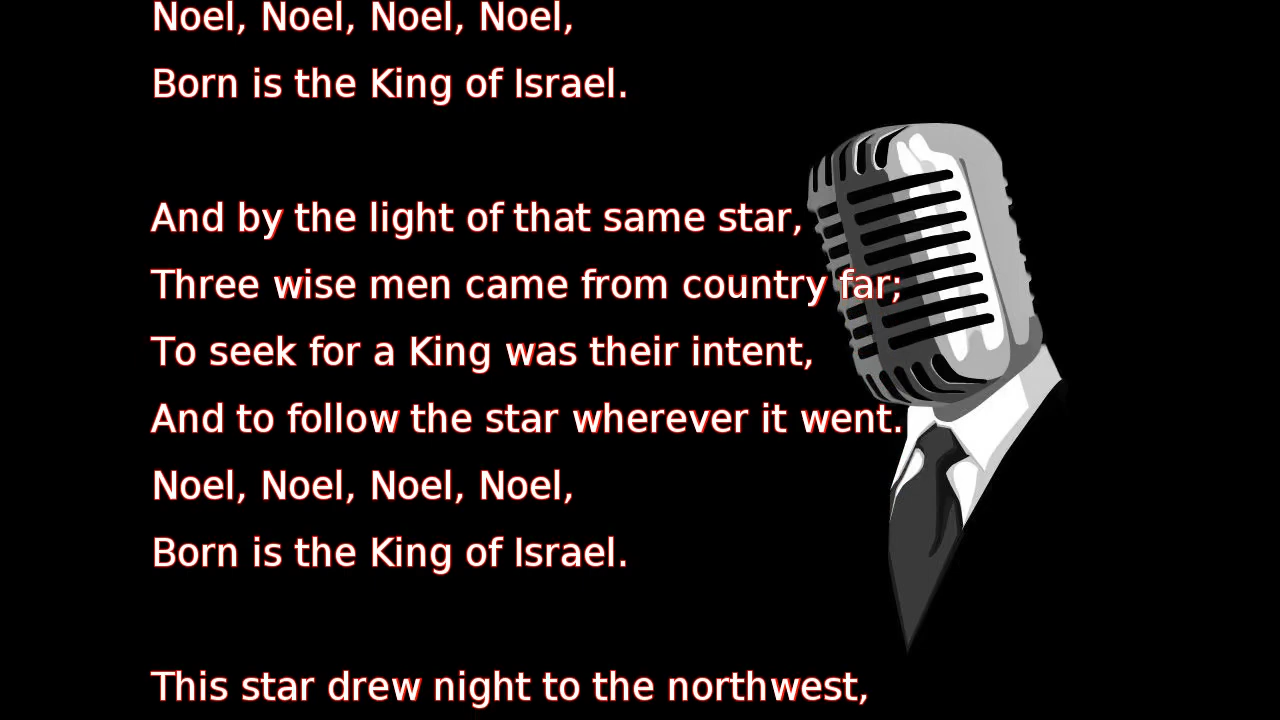 Noel, Noel, Noel, Noel,
Born is the King of Israel.
And by the light of that same star,
Three wise men came from country far;
To seek for a King was their intent,
And to follow the star wherever it went.
Noel, Noel, Noel, Noel,
Born is the King of Israel.
This star drew night to the northwest,